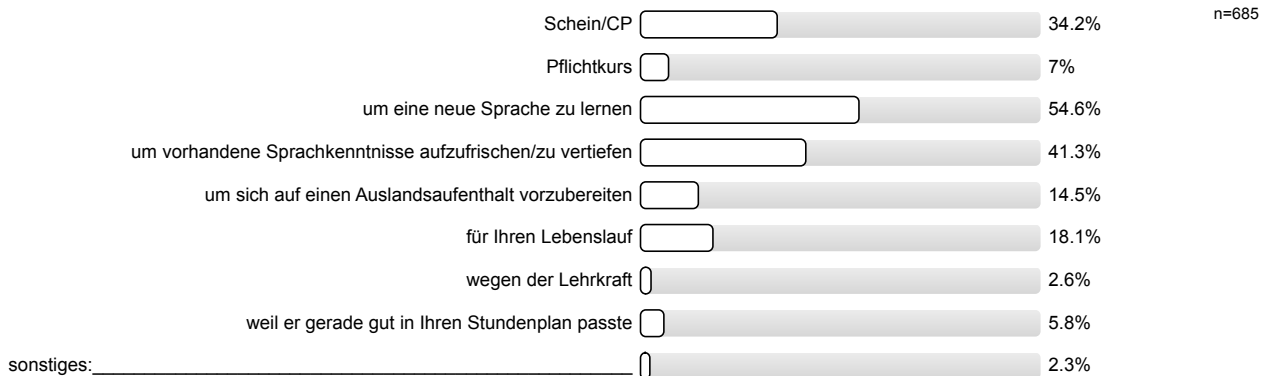 Schein/CP 34.2% n=685
Pflichtkurs 7%
um eine neue Sprache zu lernen 54.6%
um vorhandene Sprachkenntnisse aufzufrischen/zu vertiefen 41.3%
um sich auf einen Auslandsaufenthalt vorzubereiten 14.5%
für Ihren Lebenslauf 18.1%
wegen der Lehrkraft 2.6%
weil er gerade gut in Ihren Stundenplan passte 5.8%
sonstiges:____________________ 2.3%